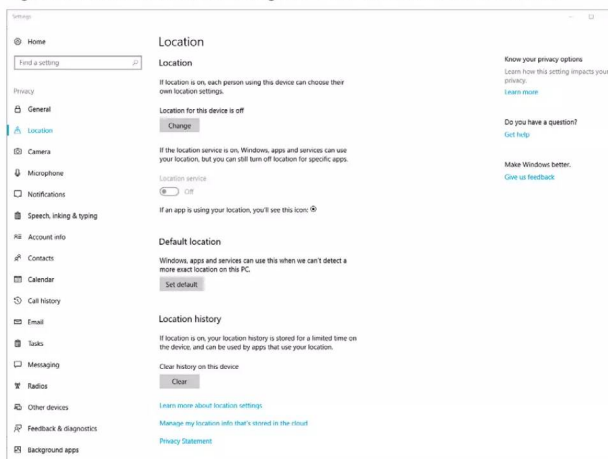 Settings
Home
Find a setting
Privacy
General
Location
Camera
Microphone
Notifications
Speech, inking & typing
Account info
Contacts
Calendar
Call history
Email
Tasks
Messaging
Radios
Other devices
Feedback & diagnostics
Background apps
Location
Location
If location is on, each person using this device can choose their
own location settings.
Location for this device is off
Change
If the location service is on, Windows, apps and services can use
your location, but you can still turn off location for specific apps.
Location service
Off
If an app is using your location, you'll see this icon:
Default location
Windows, apps and services can use this when we can't detect a
more exact location on this PC.
Set default
Location history
If location is on, your location history is stored for a limited time on
the device, and can be used by apps that use your location.
Clear history on this device
Clear
Learn more about location settings
Manage my location info that's stored in the cloud
Privacy Statement
Know your privacy options
Learn how this setting impacts your
privacy.
Learn more
Do you have a question?
Get help
Make Windows better.
Give us feedback